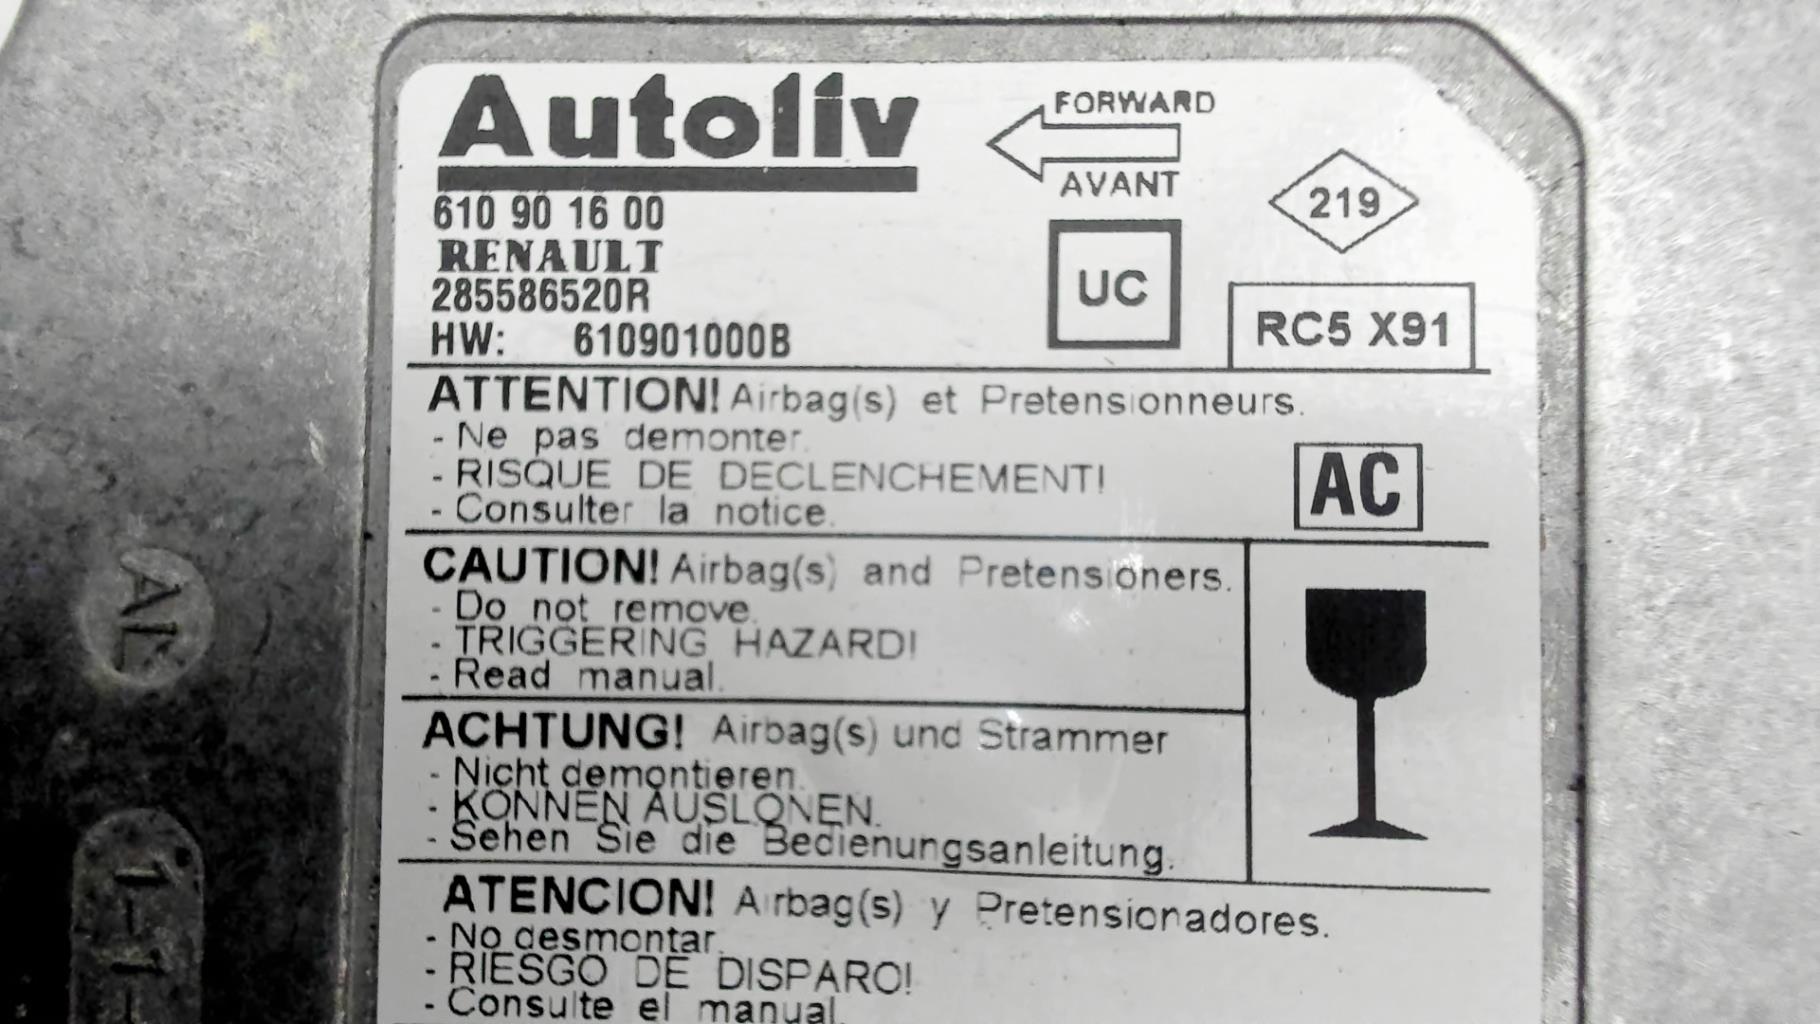 Autoliv
FORWARD
AVANT
219
610 90 16 00
RENAULT
285586520R
HW: 610901000B
UC
RC5 X91
ATTENTION! Airbag(s) et Pretensionneurs.
- Ne pas demonter.
- RISQUE DE DECLENCHEMENT!
- Consulter la notice.
AC
CAUTION! Airbag(s) and Pretensioners.
- Do not remove.
- TRIGGERING HAZARD!
- Read manual.
ACHTUNG! Airbag(s) und Strammer
- Nicht demontieren.
- KONNEN AUSLONEN.
- Sehen Sie die Bedienungsanleitung.
ATENCION! Airbag(s) y Pretensionadores.
- No desmontar.
- RIESGO DE DISPARO!
- Consulte el manual.
AL
1-1-